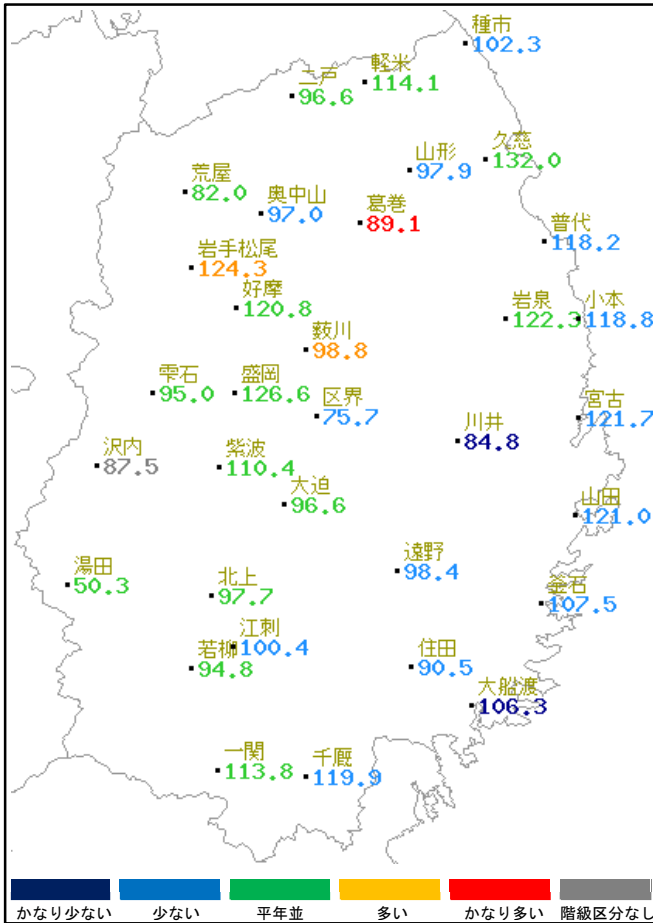 種市
102.3
軽米
114.1
二戸
96.6
久慈
132.0
山形
97.9
荒屋
82.0
奥中山
97.0
葛巻
89.1
普代
118.2
岩手松尾
124.3
好摩
120.8
岩泉
122.3
小本
118.8
薮川
98.8
雫石
95.0
盛岡
126.6
区界
75.7
宮古
121.7
川井
84.8
沢内
87.5
紫波
110.4
大迫
96.6
山田
121.0
遠野
98.4
湯田
50.3
北上
97.7
釜石
107.5
江刺
100.4
若柳
94.8
住田
90.5
大船渡
106.3
一関
113.8
千厩
119.9
かなり少ない 少ない 平年並 多い かなり多い 階級区分なし